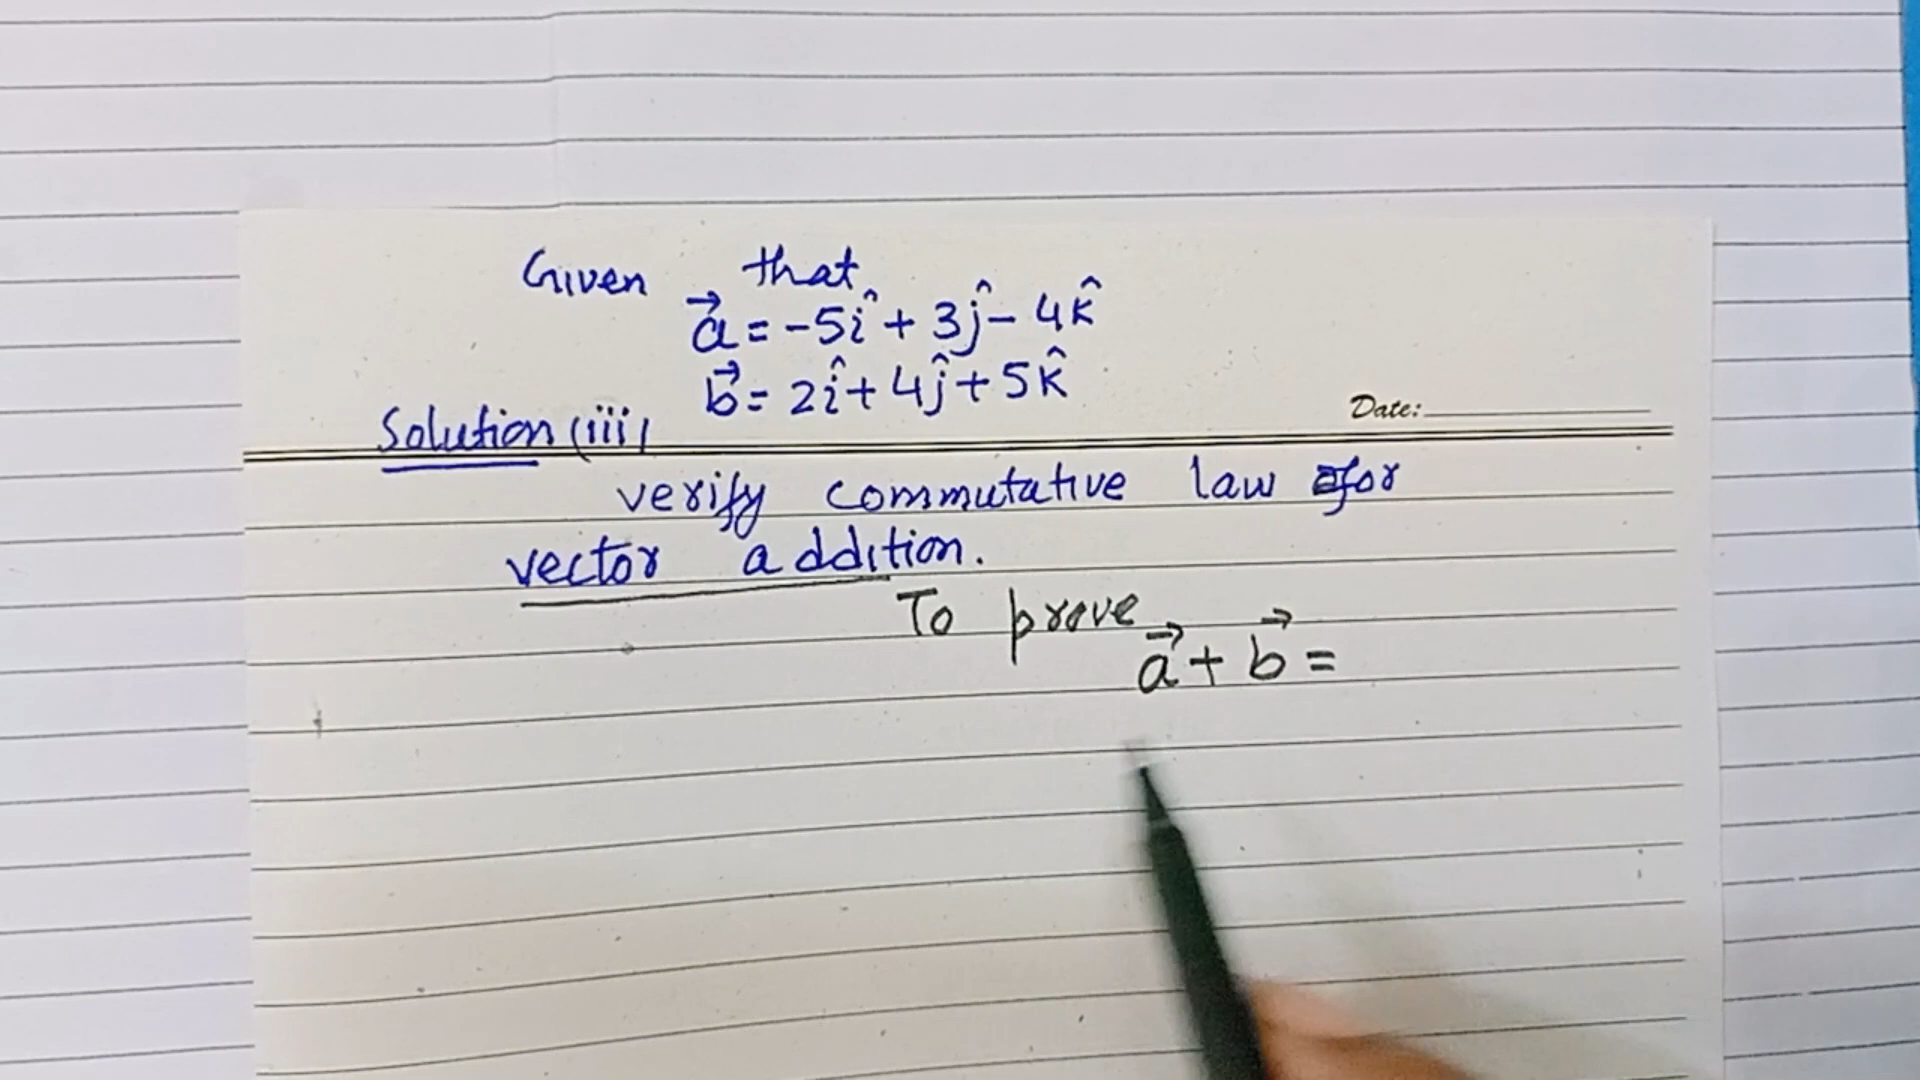 Given that
a⃗ = -5î + 3ĵ - 4k̂
b⃗ = 2î + 4ĵ + 5k̂
Date:
Solution (iii)
verify commutative law for
vector addition.
To prove
a⃗ + b⃗ =